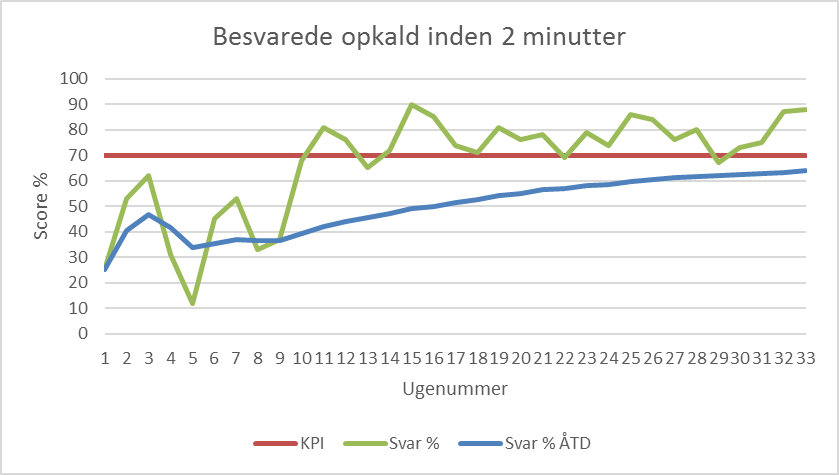 Besvarede opkald inden 2 minutter
100
90
80
70
60
50
40
30
20
10
0
Score %
1 2 3 4 5 6 7 8 9 10 11 12 13 14 15 16 17 18 19 20 21 22 23 24 25 26 27 28 29 30 31 32 33
Ugenummer
KPI Svar % Svar % ÅTD